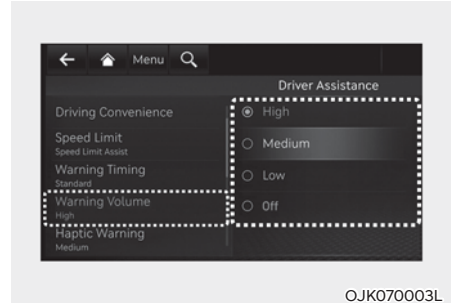 Menu
Driver Assistance
Driving Convenience
Speed Limit
Speed Limit Assist
Warning Timing
Standard
Warning Volume
High
Haptic Warning
Medium
High
Medium
Low
Off
OJK070003L